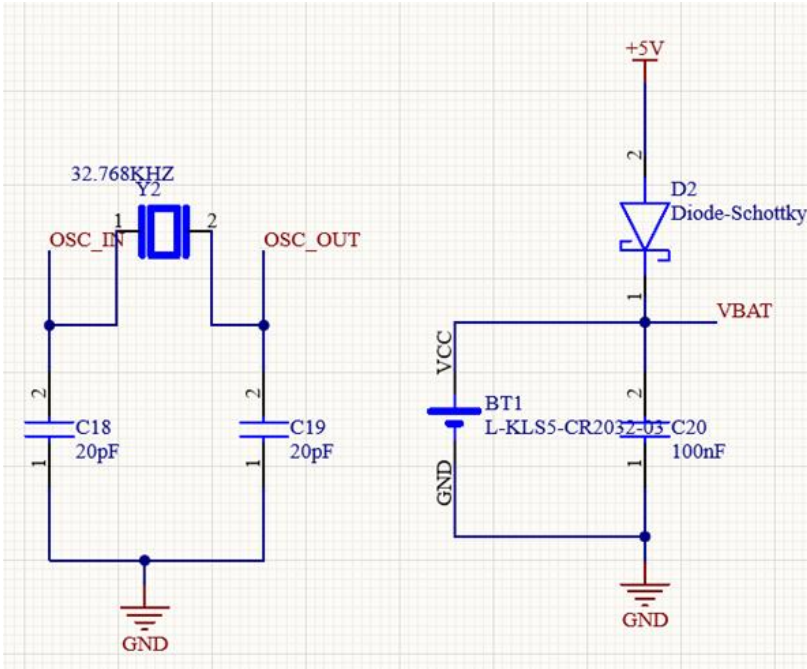 32.768KHZ
Y2
1
2
OSC_IN
OSC_OUT
2
C18
20pF
1
2
C19
20pF
1
GND
+5V
2
D2
Diode-Schottky
1
VBAT
VCC
BT1
L-KLS5-CR2032-03
GND
2
C20
100nF
1
GND